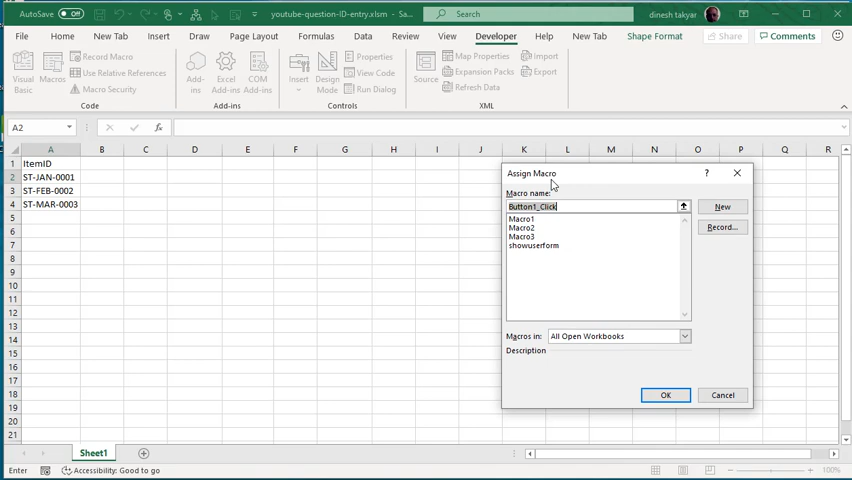 AutoSave Off youtube-question-ID-entry.xlsm - Sa... Search dinesh takyar
File Home Insert Draw Page Layout Formulas Data Review View Developer Help Power Pivot Shape Format Share Comments
Visual Basic Macros Record Macro Use Relative References Macro Security
Add-ins Excel Add-ins COM Add-ins
Insert Design Mode Properties View Code Run Dialog
Source Map Properties Expansion Packs Refresh Data Import Export
Code Add-ins Controls XML
A2 fx
A B C D E F G H I J K L M N O P Q R
1 ItemID
2 ST-JAN-0001
3 ST-FEB-0002
4 ST-MAR-0003
5
6
7
8
9
10
11
12
13
14
15
16
17
18
19
20
21
Assign Macro ?
Macro name:
Button1_Click New
Macro1
Macro2 Record...
Macro3
showuserform
Macros in: All Open Workbooks
Description
OK Cancel
Sheet1
Enter Accessibility: Good to go 100%